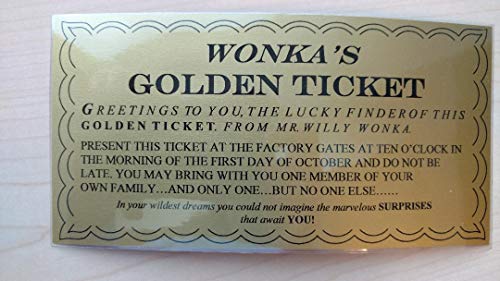 WONKA'S
GOLDEN TICKET
GREETINGS TO YOU, THE LUCKY FINDEROF THIS
GOLDEN TICKET, FROM MR. WILLY WONKA.
PRESENT THIS TICKET AT THE FACTORY GATES AT TEN O'CLOCK IN
THE MORNING OF THE FIRST DAY OF OCTOBER AND DO NOT BE
LATE. YOU MAY BRING WITH YOU ONE MEMBER OF YOUR
OWN FAMILY...AND ONLY ONE...BUT NO ONE ELSE......
In your wildest dreams you could not imagine the marvelous SURPRISES
that await YOU!